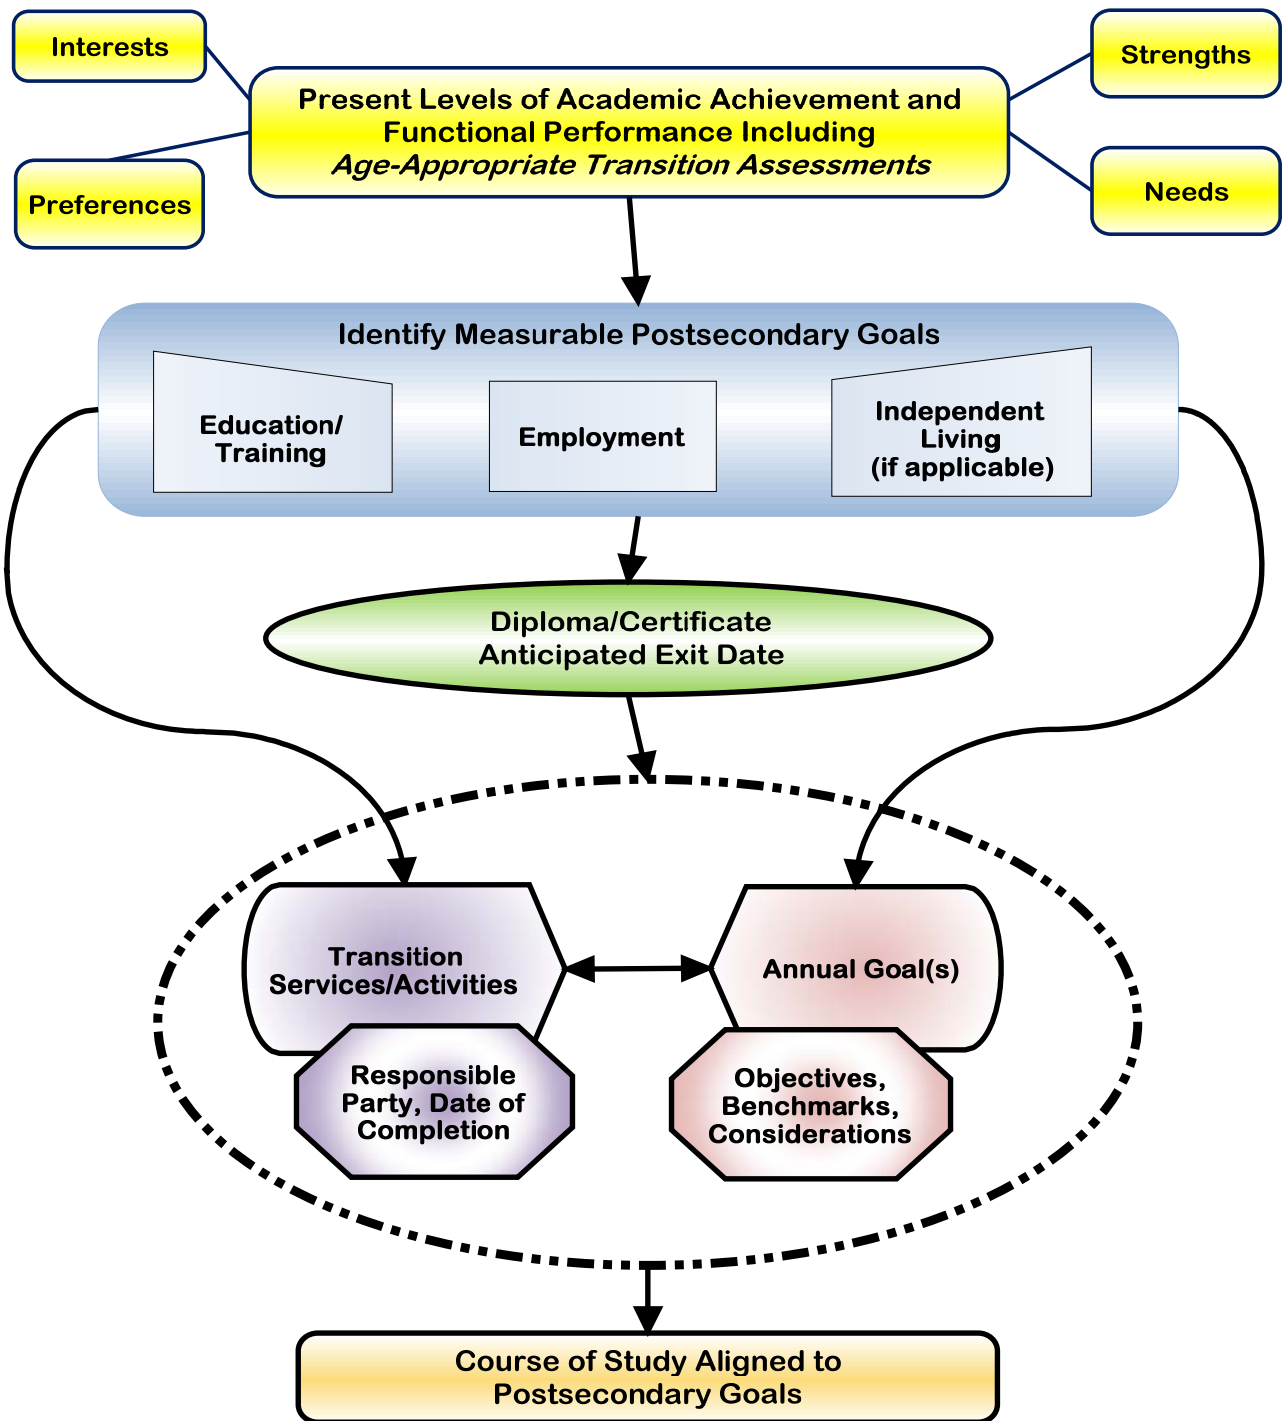 Interests
Strengths
Present Levels of Academic Achievement and
Functional Performance Including
Age-Appropriate Transition Assessments
Preferences
Needs
Identify Measurable Postsecondary Goals
Education/
Training
Employment
Independent
Living
(if applicable)
Diploma/Certificate
Anticipated Exit Date
Transition
Services/Activities
Annual Goal(s)
Responsible
Party, Date of
Completion
Objectives,
Benchmarks,
Considerations
Course of Study Aligned to
Postsecondary Goals